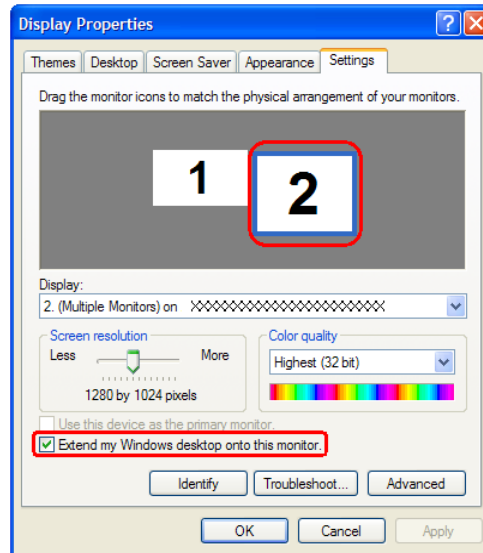 Display Properties
Themes Desktop Screen Saver Appearance Settings
Drag the monitor icons to match the physical arrangement of your monitors.
1 2
Display:
2. (Multiple Monitors) on XXXXXXXXXXXXXXXXXXXXXX
Screen resolution
Less More
1280 by 1024 pixels
Color quality
Highest (32 bit)
Use this device as the primary monitor.
Extend my Windows desktop onto this monitor.
Identify Troubleshoot... Advanced
OK Cancel Apply